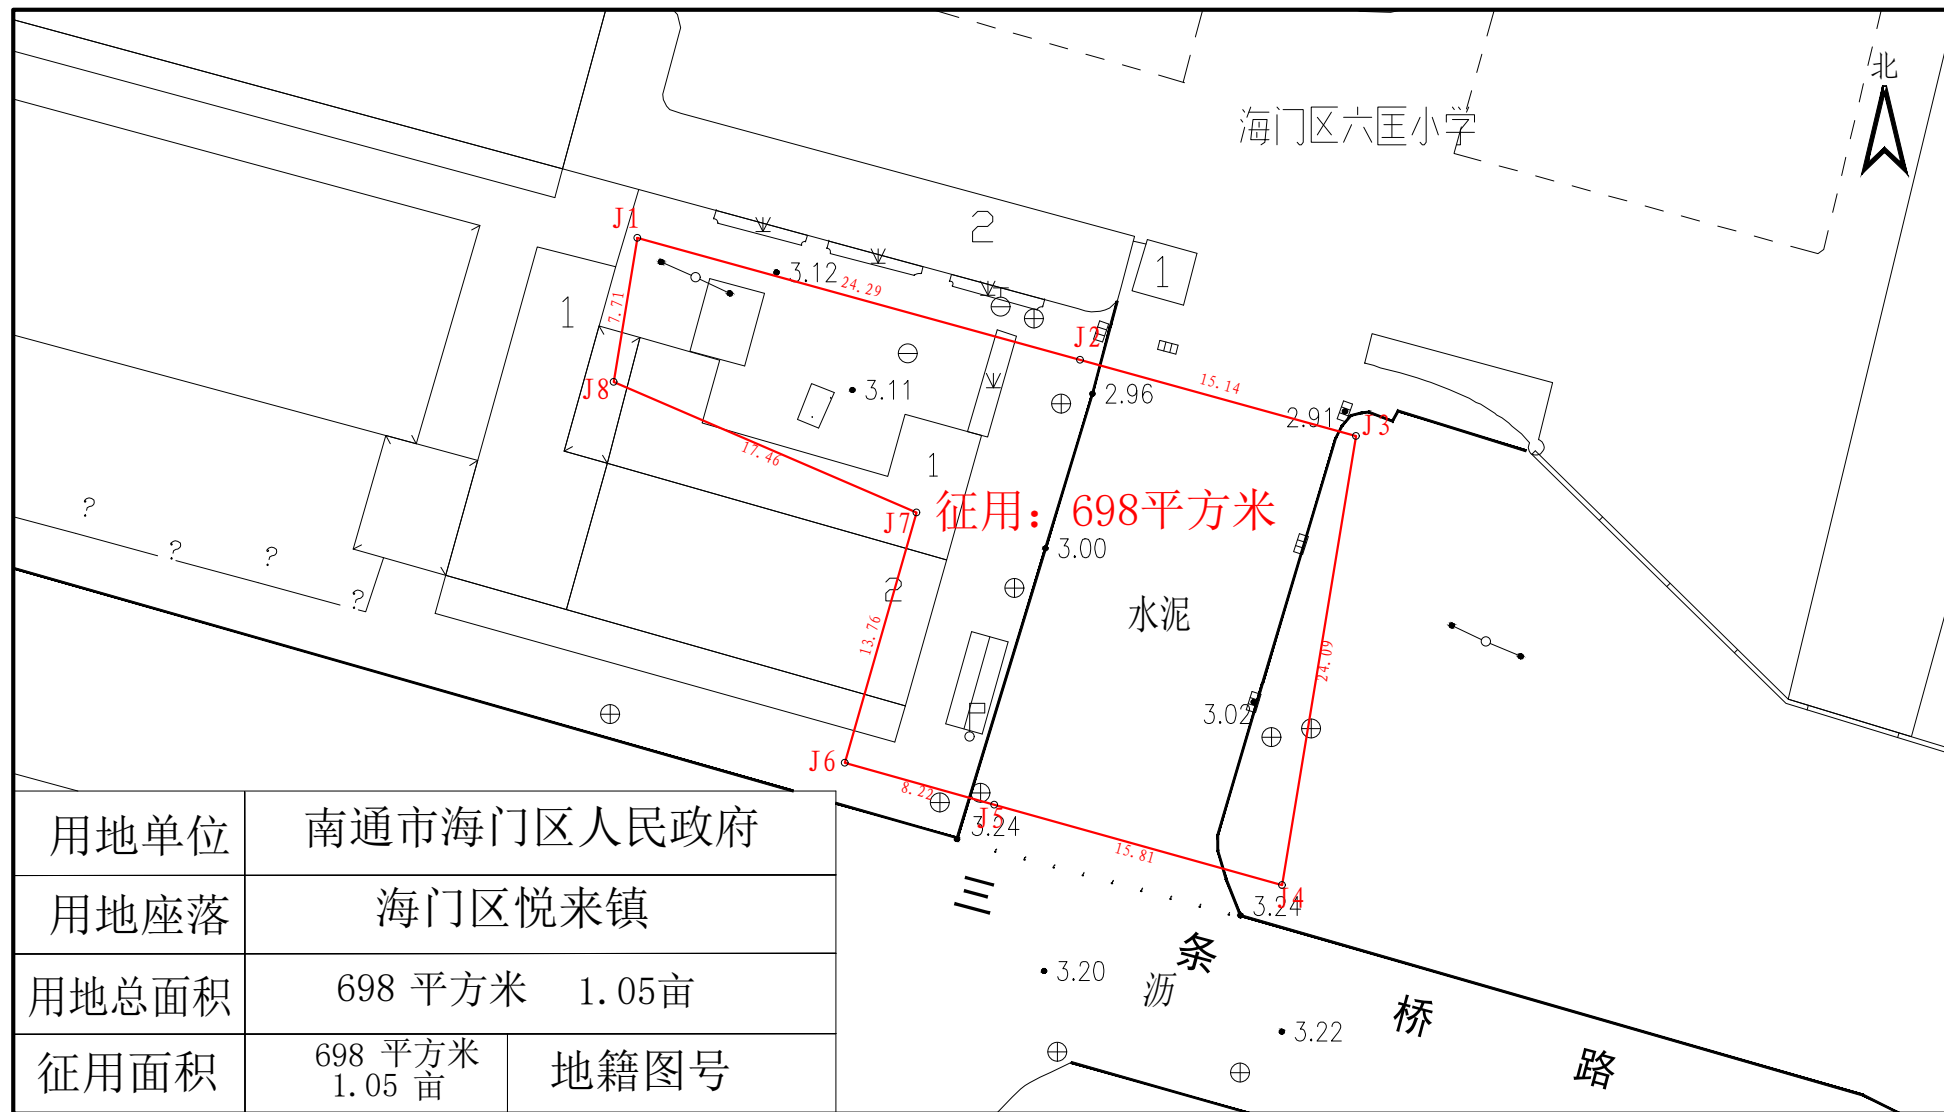 北
海门区六匡小学
2
J1
1
3.12
24.29
7.71
1
J2
15.14
J8
3.11
2.96
2.91
J3
17.46
1
J7
征用：698平方米
?
?
?
?
3.00
2
水泥
13.76
24.09
3.02
J6
8.22
J5
3.24
15.81
J4
3.24
三
条
桥
路
3.20
沥
3.22
用地单位 南通市海门区人民政府
用地座落 海门区悦来镇
用地总面积 698 平方米 1.05亩
征用面积 698 平方米 1.05 亩 地籍图号